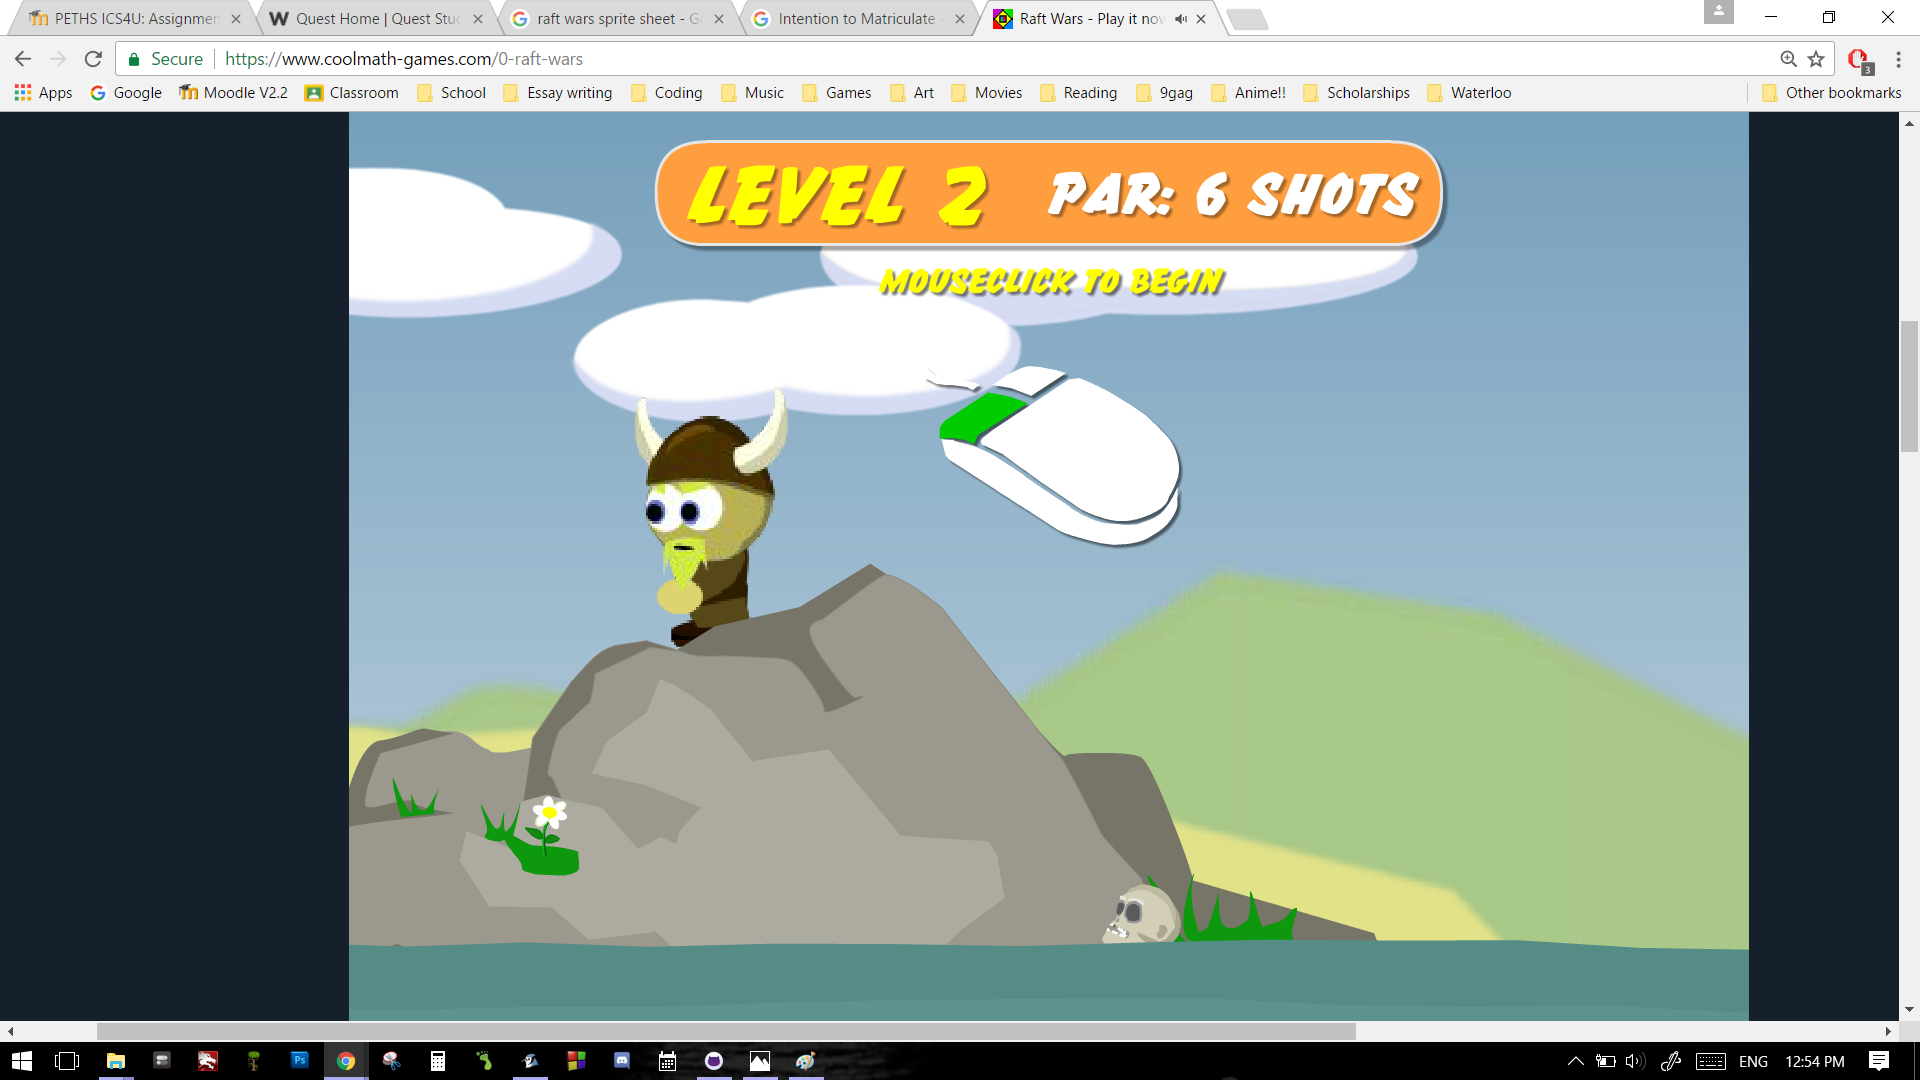 PETHS ICS4U: Assignmen
Quest Home | Quest Stu
raft wars sprite sheet - G
Intention to Matriculate -
Raft Wars - Play it now
Secure
https://www.coolmath-games.com/0-raft-wars
3
Apps
Google
Moodle V2.2
Classroom
School
Essay writing
Coding
Music
Games
Art
Movies
Reading
9gag
Anime!!
Scholarships
Waterloo
Other bookmarks
LEVEL 2 PAR: 6 SHOTS
MOUSECLICK TO BEGIN
Ps
ENG
12:54 PM